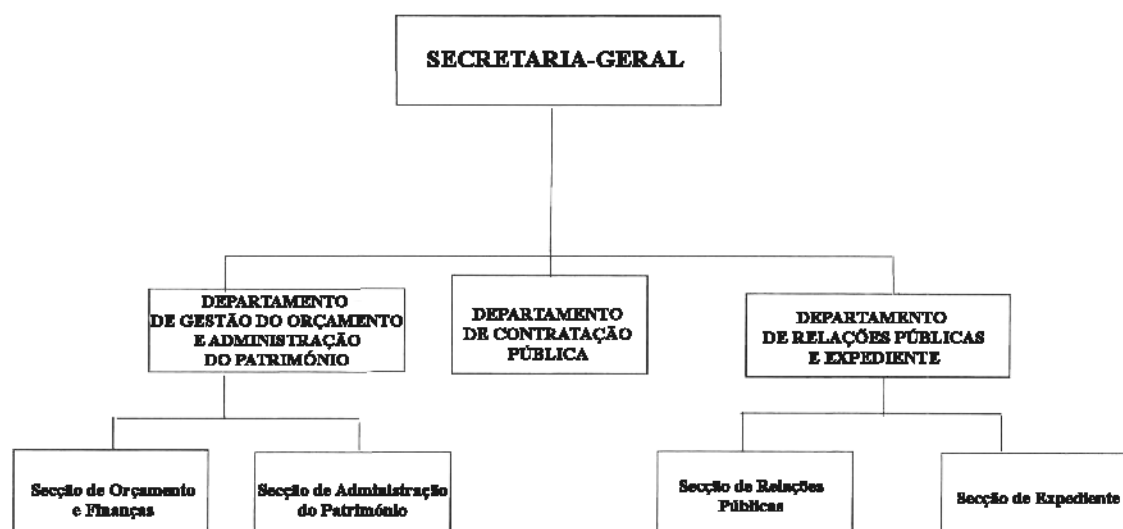 SECRETARIA-GERAL
DEPARTAMENTO
DE GESTÃO DO ORÇAMENTO
E ADMINISTRAÇÃO
DO PATRIMÓNIO
DEPARTAMENTO
DE CONTRATAÇÃO
PÚBLICA
DEPARTAMENTO
DE RELAÇÕES PÚBLICAS
E EXPEDIENTE
Secção de Orçamento
e Finanças
Secção de Administração
do Património
Secção de Relações
Públicas
Secção de Expediente